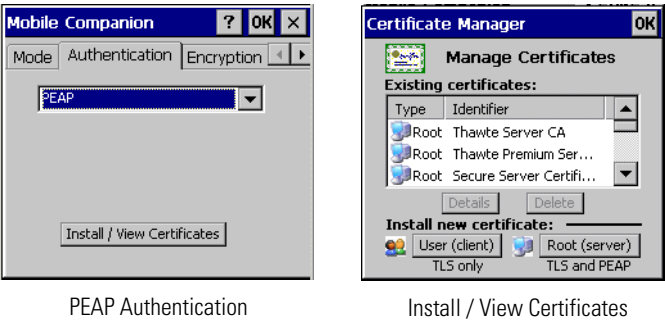 Mobile Companion ? OK ×
Mode Authentication Encryption
PEAP
Install / View Certificates
PEAP Authentication
Certificate Manager OK
Manage Certificates
Existing certificates:
Type Identifier
Root Thawte Server CA
Root Thawte Premium Ser...
Root Secure Server Certifi...
Details Delete
Install new certificate:
User (client) Root (server)
TLS only TLS and PEAP
Install / View Certificates